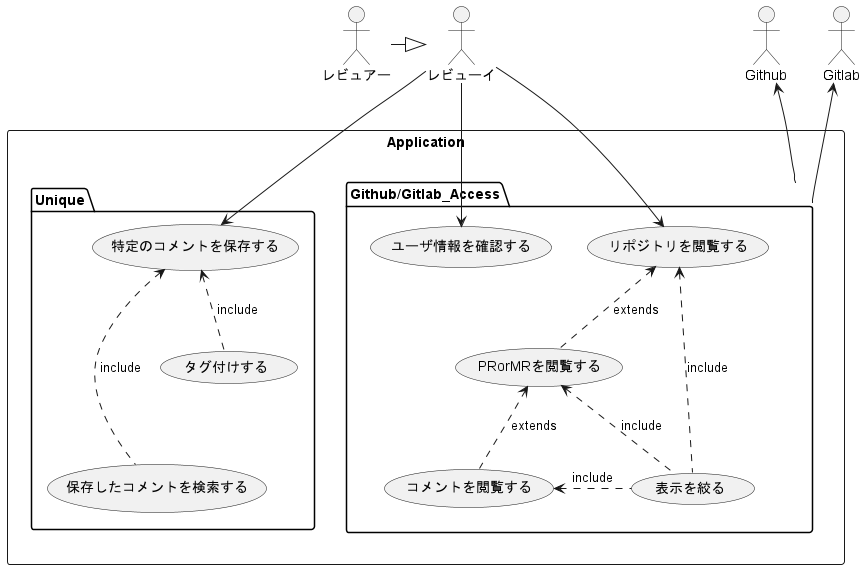 レビュアー
レビューイ
Github
Gitlab
Application
Unique
Github/Gitlab_Access
特定のコメントを保存する
ユーザ情報を確認する
リポジトリを閲覧する
include
extends
タグ付けする
PRorMRを閲覧する
include
include
extends
include
保存したコメントを検索する
コメントを閲覧する
include
表示を絞る